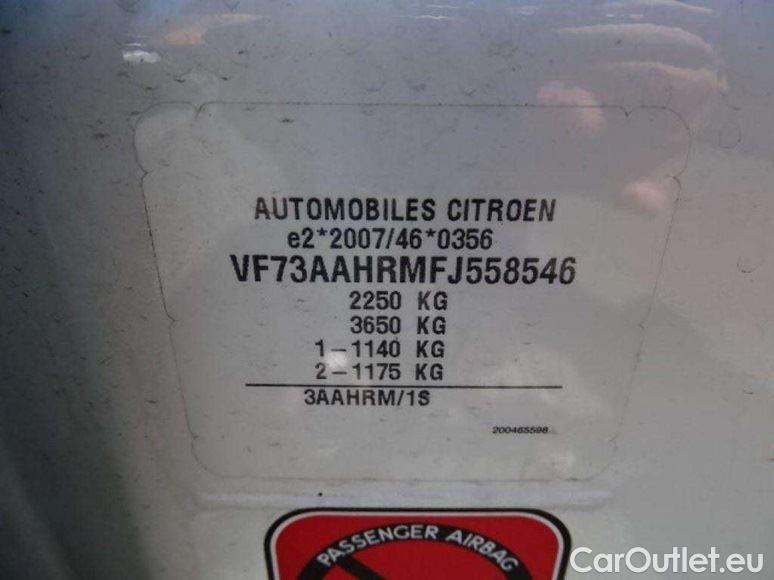 AUTOMOBILES CITROEN
e2*2007/46*0356
VF73AAHRMFJ558546
2250 KG
3650 KG
1-1140 KG
2-1175 KG
3AAHRM/1S
200465598
PASSENGER AIRBAG
CarOutlet.eu